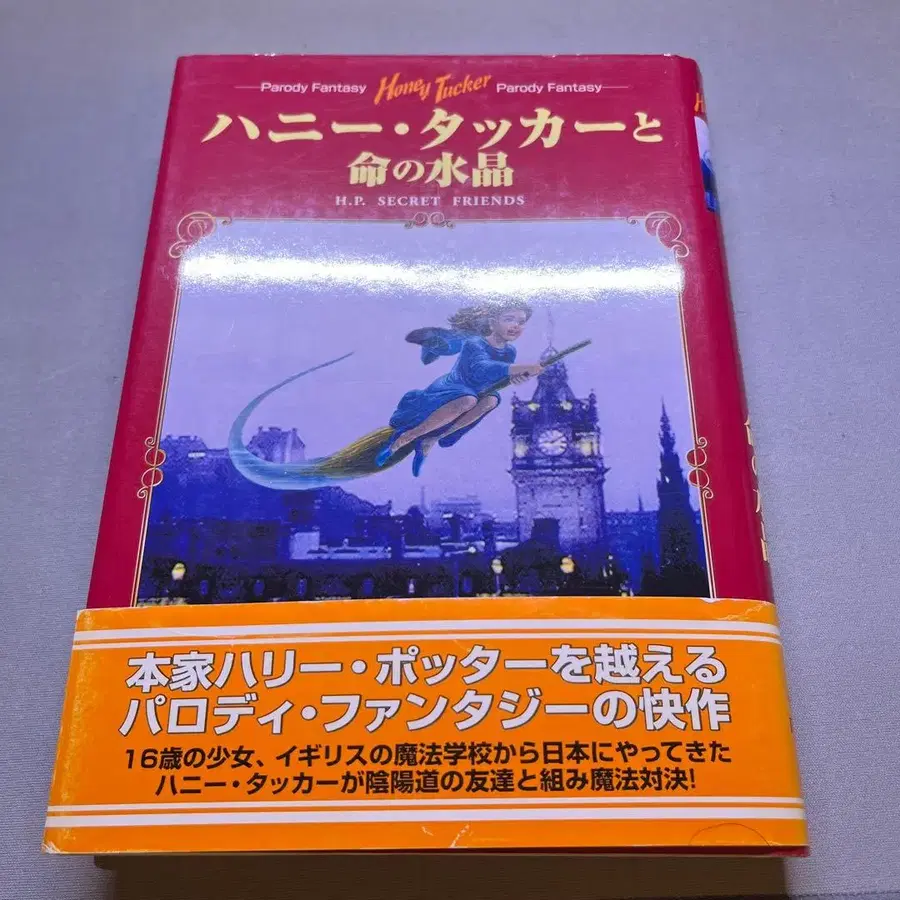 Parody Fantasy Honey Tucker Parody Fantasy
ハニー・タッカーと
命の水晶
H.P. SECRET FRIENDS
本家ハリー・ポッターを越える
パロディ・ファンタジーの快作
16歳の少女、イギリスの魔法学校から日本にやってきた
ハニー・タッカーが陰陽道の友達と組み魔法対決!